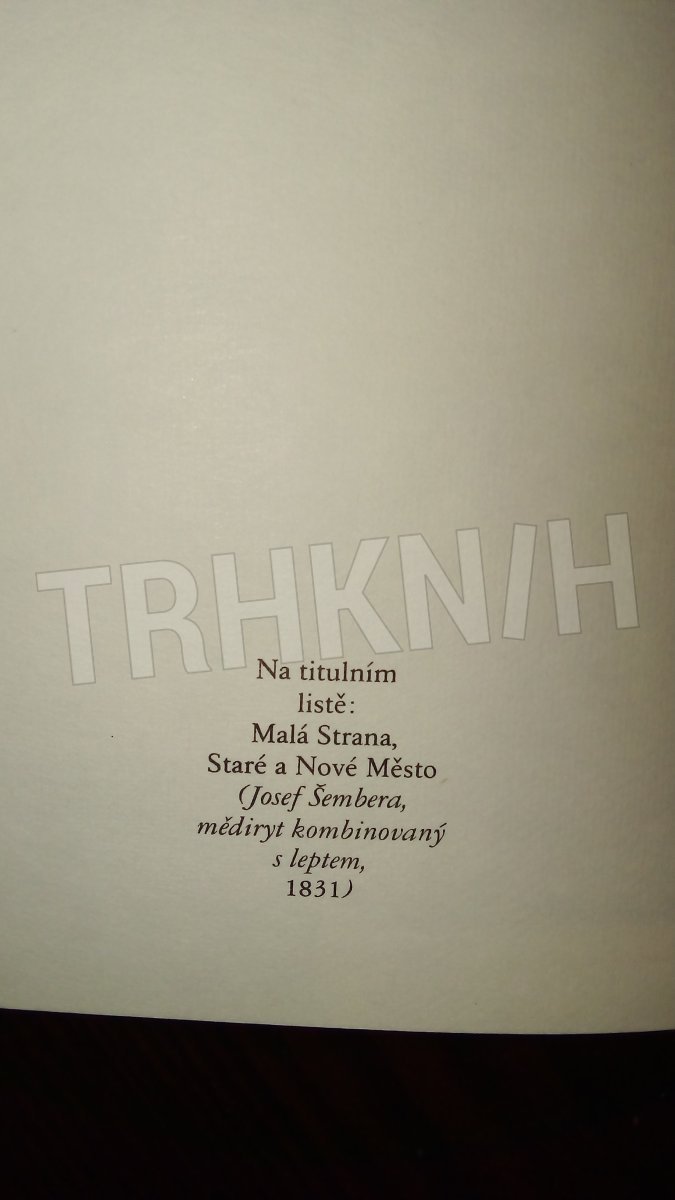 TRHKNIH
Na titulním
listě:
Malá Strana,
Staré a Nové Město
(Josef Šembera,
mědiryt kombinovaný
s leptem,
1831)